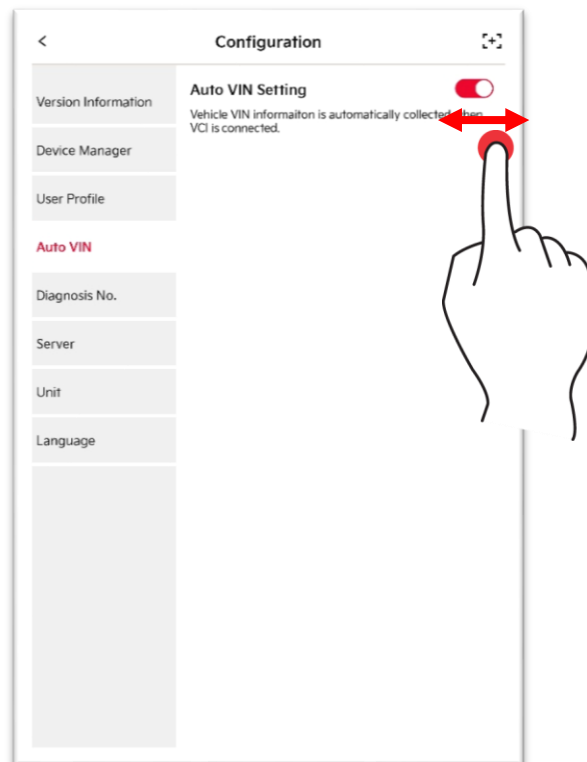 Configuration
Version Information
Device Manager
User Profile
Auto VIN
Diagnosis No.
Server
Unit
Language
Auto VIN Setting
Vehicle VIN informaiton is automatically collected when
VCI is connected.